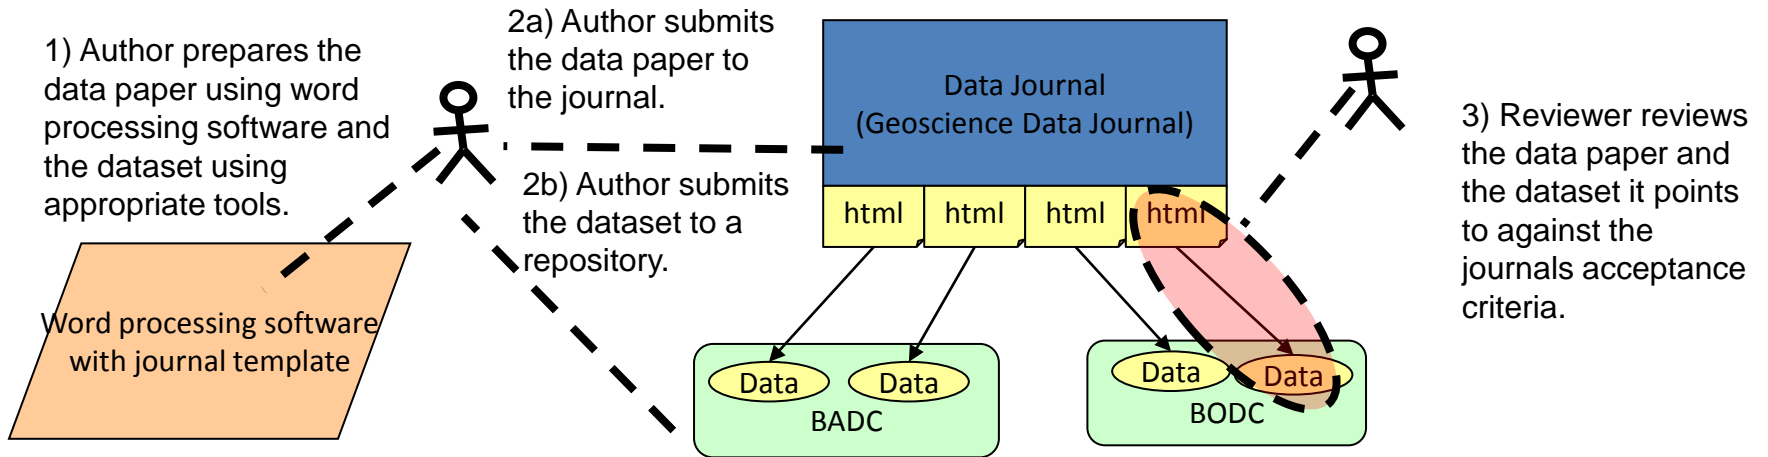 1) Author prepares the
data paper using word
processing software and
the dataset using
appropriate tools.
2a) Author submits
the data paper to
the journal.
2b) Author submits
the dataset to a
repository.
Data Journal
(Geoscience Data Journal)
html
html
html
html
3) Reviewer reviews
the data paper and
the dataset it points
to against the
journals acceptance
criteria.
Word processing software
with journal template
Data
Data
BADC
Data
Data
BODC